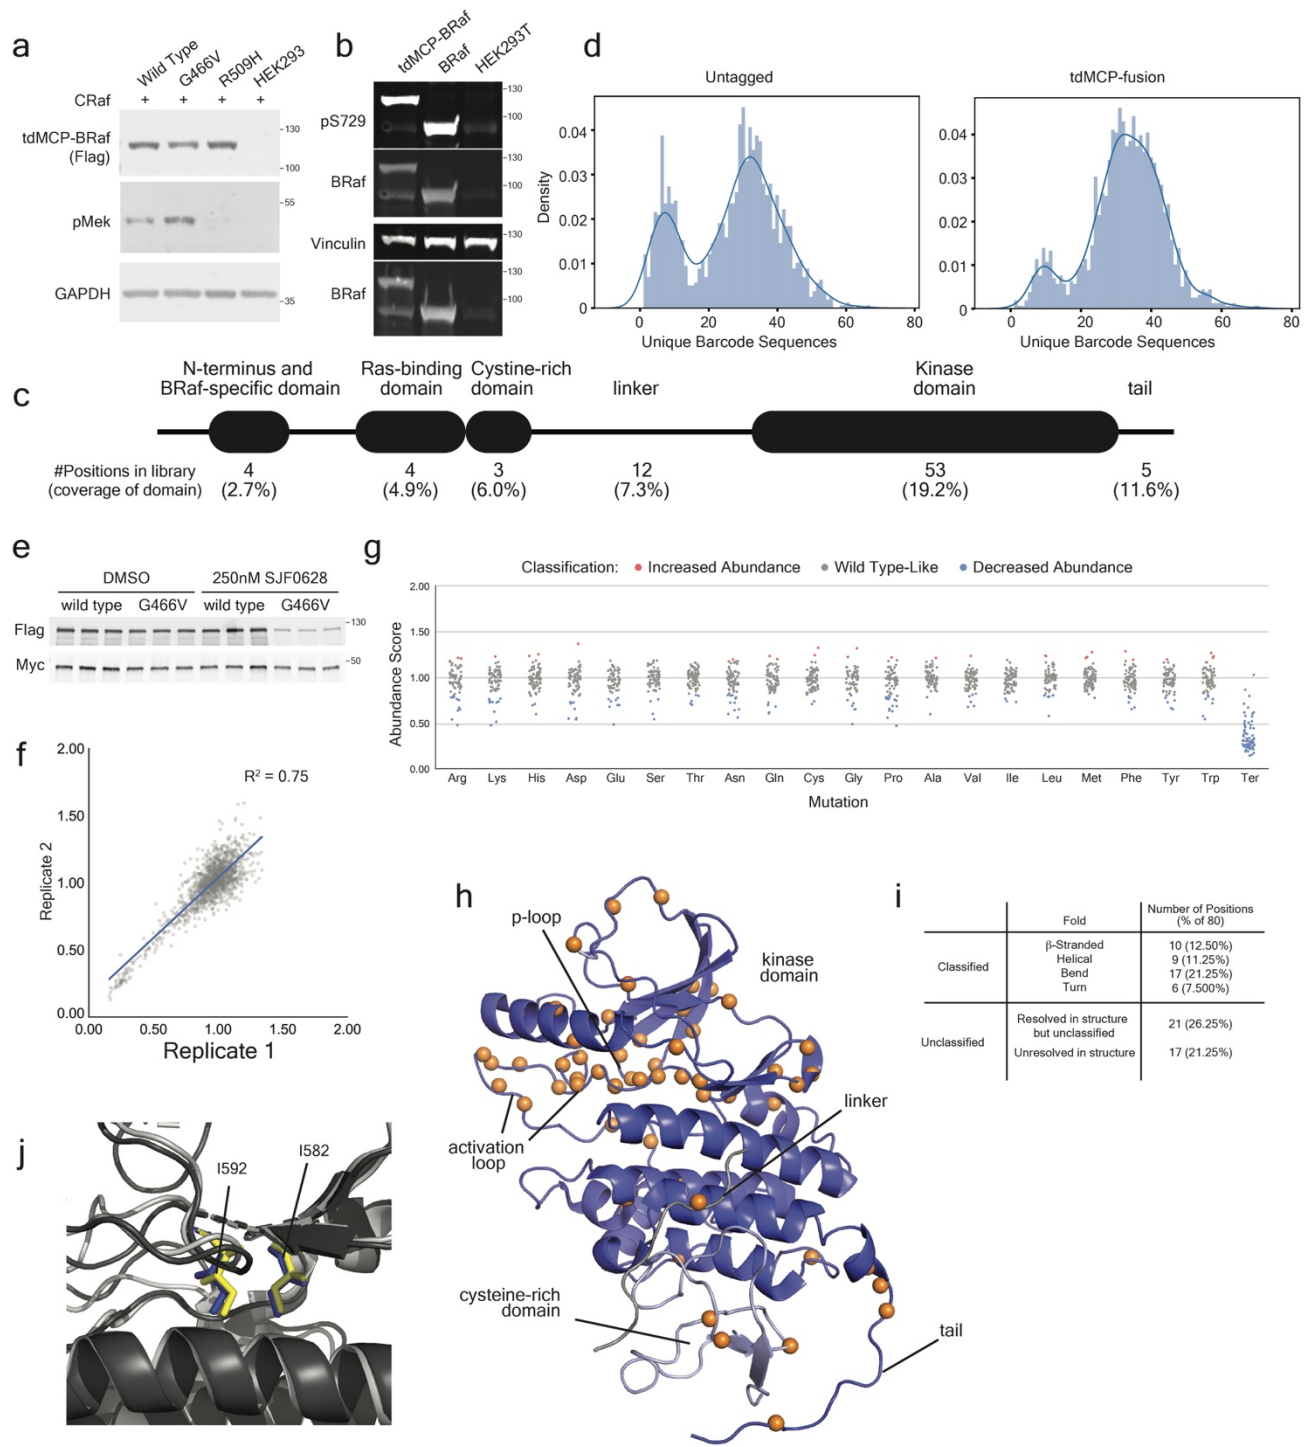 a
Wild Type
G466V
R509H
HEK293
CRaf + + + +
tdMCP-BRaf
(Flag)
-130
-100
pMek
-55
GAPDH
-35
b
tdMCP-BRaf
BRaf
HEK293T
pS729
-130
-100
BRaf
-130
-100
Vinculin
-130
BRaf
-130
-100
d
Untagged
Density
0.04
0.03
0.02
0.01
0
0 20 40 60 80
Unique Barcode Sequences
tdMCP-fusion
0.04
0.03
0.02
0.01
0
0 20 40 60 80
Unique Barcode Sequences
c
N-terminus and
BRaf-specific domain
Ras-binding
domain
Cystine-rich
domain
linker
Kinase
domain
tail
#Positions in library
(coverage of domain)
4
(2.7%)
4
(4.9%)
3
(6.0%)
12
(7.3%)
53
(19.2%)
5
(11.6%)
e
DMSO 250nM SJF0628
wild type G466V wild type G466V
Flag
-130
Myc
-50
g
Classification: Increased Abundance Wild Type-Like Decreased Abundance
Abundance Score
2.00
1.50
1.00
0.50
0.00
Arg Lys His Asp Glu Ser Thr Asn Gln Cys Gly Pro Ala Val Ile Leu Met Phe Tyr Trp Ter
Mutation
f
Replicate 2
2.00
1.50
1.00
0.50
0.00
R² = 0.75
0.00 0.50 1.00 1.50 2.00
Replicate 1
h
p-loop
kinase
domain
linker
activation
loop
cysteine-rich
domain
tail
i
Fold
Number of Positions
(% of 80)
Classified
β-Stranded 10 (12.50%)
Helical 9 (11.25%)
Bend 17 (21.25%)
Turn 6 (7.500%)
Unclassified
Resolved in structure
but unclassified
21 (26.25%)
Unresolved in structure 17 (21.25%)
j
I592
I582